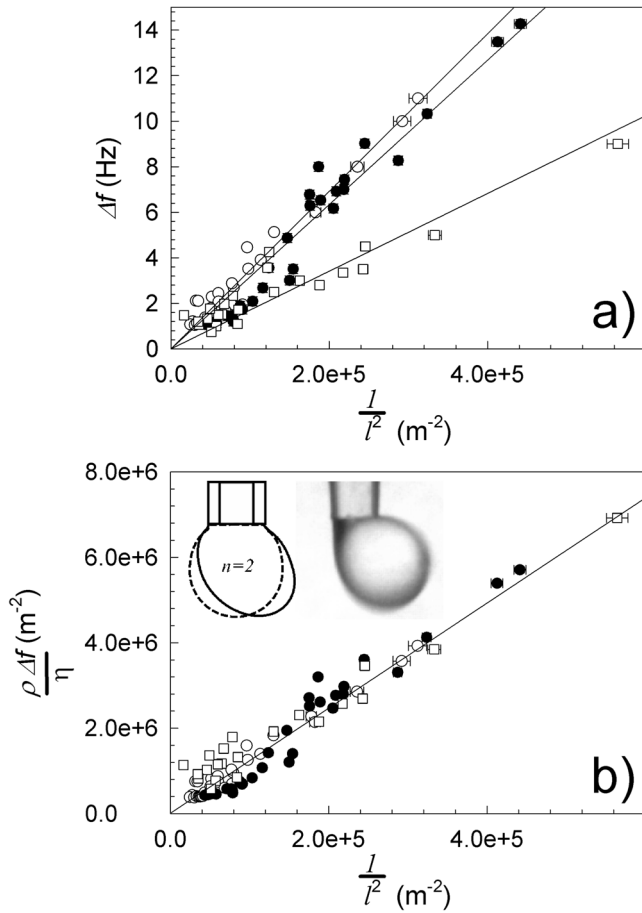 14
12
10
8
6
4
2
0
Δf (Hz)
0.0
2.0e+5
4.0e+5
1
l² (m⁻²)
a)
8.0e+6
6.0e+6
4.0e+6
2.0e+6
0.0
ρ Δf (m⁻²)
η
n=2
0.0
2.0e+5
4.0e+5
1
l² (m⁻²)
b)